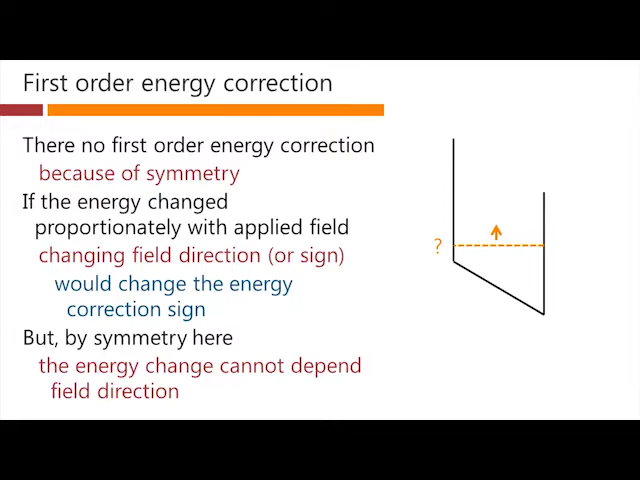 First order energy correction
There no first order energy correction
because of symmetry
If the energy changed
proportionately with applied field
changing field direction (or sign)
would change the energy
correction sign
But, by symmetry here
the energy change cannot depend
field direction
?